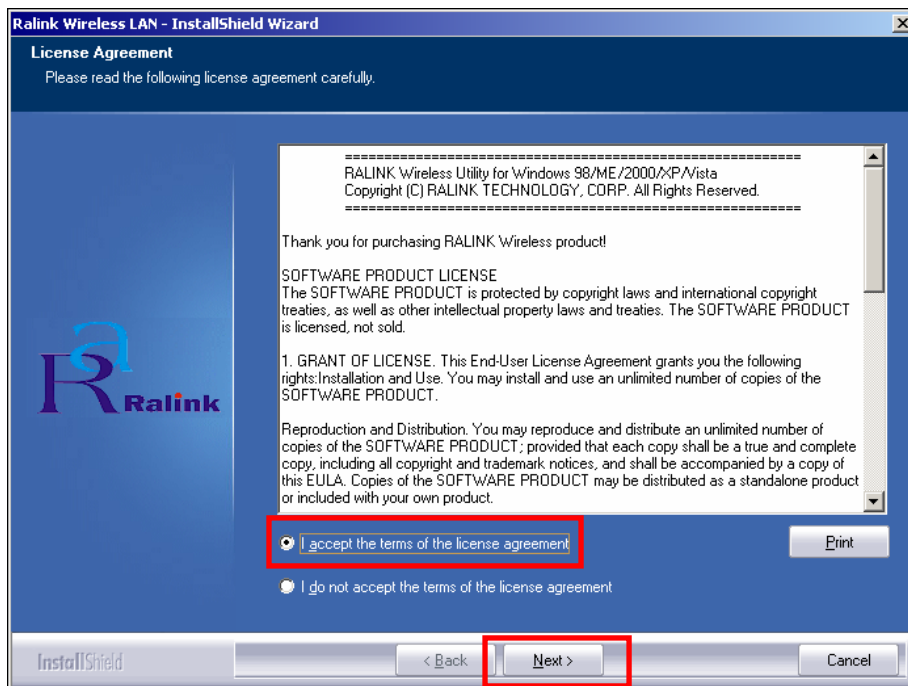 Ralink Wireless LAN - InstallShield Wizard
License Agreement
Please read the following license agreement carefully.
============================================================
RALINK Wireless Utility for Windows 98/ME/2000/XP/Vista
Copyright (C) RALINK TECHNOLOGY, CORP. All Rights Reserved.
============================================================
Thank you for purchasing RALINK Wireless product!
SOFTWARE PRODUCT LICENSE
The SOFTWARE PRODUCT is protected by copyright laws and international copyright
treaties, as well as other intellectual property laws and treaties. The SOFTWARE PRODUCT
is licensed, not sold.
1. GRANT OF LICENSE. This End-User License Agreement grants you the following
rights:Installation and Use. You may install and use an unlimited number of copies of the
SOFTWARE PRODUCT.
Reproduction and Distribution. You may reproduce and distribute an unlimited number of
copies of the SOFTWARE PRODUCT; provided that each copy shall be a true and complete
copy, including all copyright and trademark notices, and shall be accompanied by a copy of
this EULA. Copies of the SOFTWARE PRODUCT may be distributed as a standalone product
or included with your own product.
Ra
Ralink
I accept the terms of the license agreement
Print
I do not accept the terms of the license agreement
InstallShield
< Back
Next >
Cancel